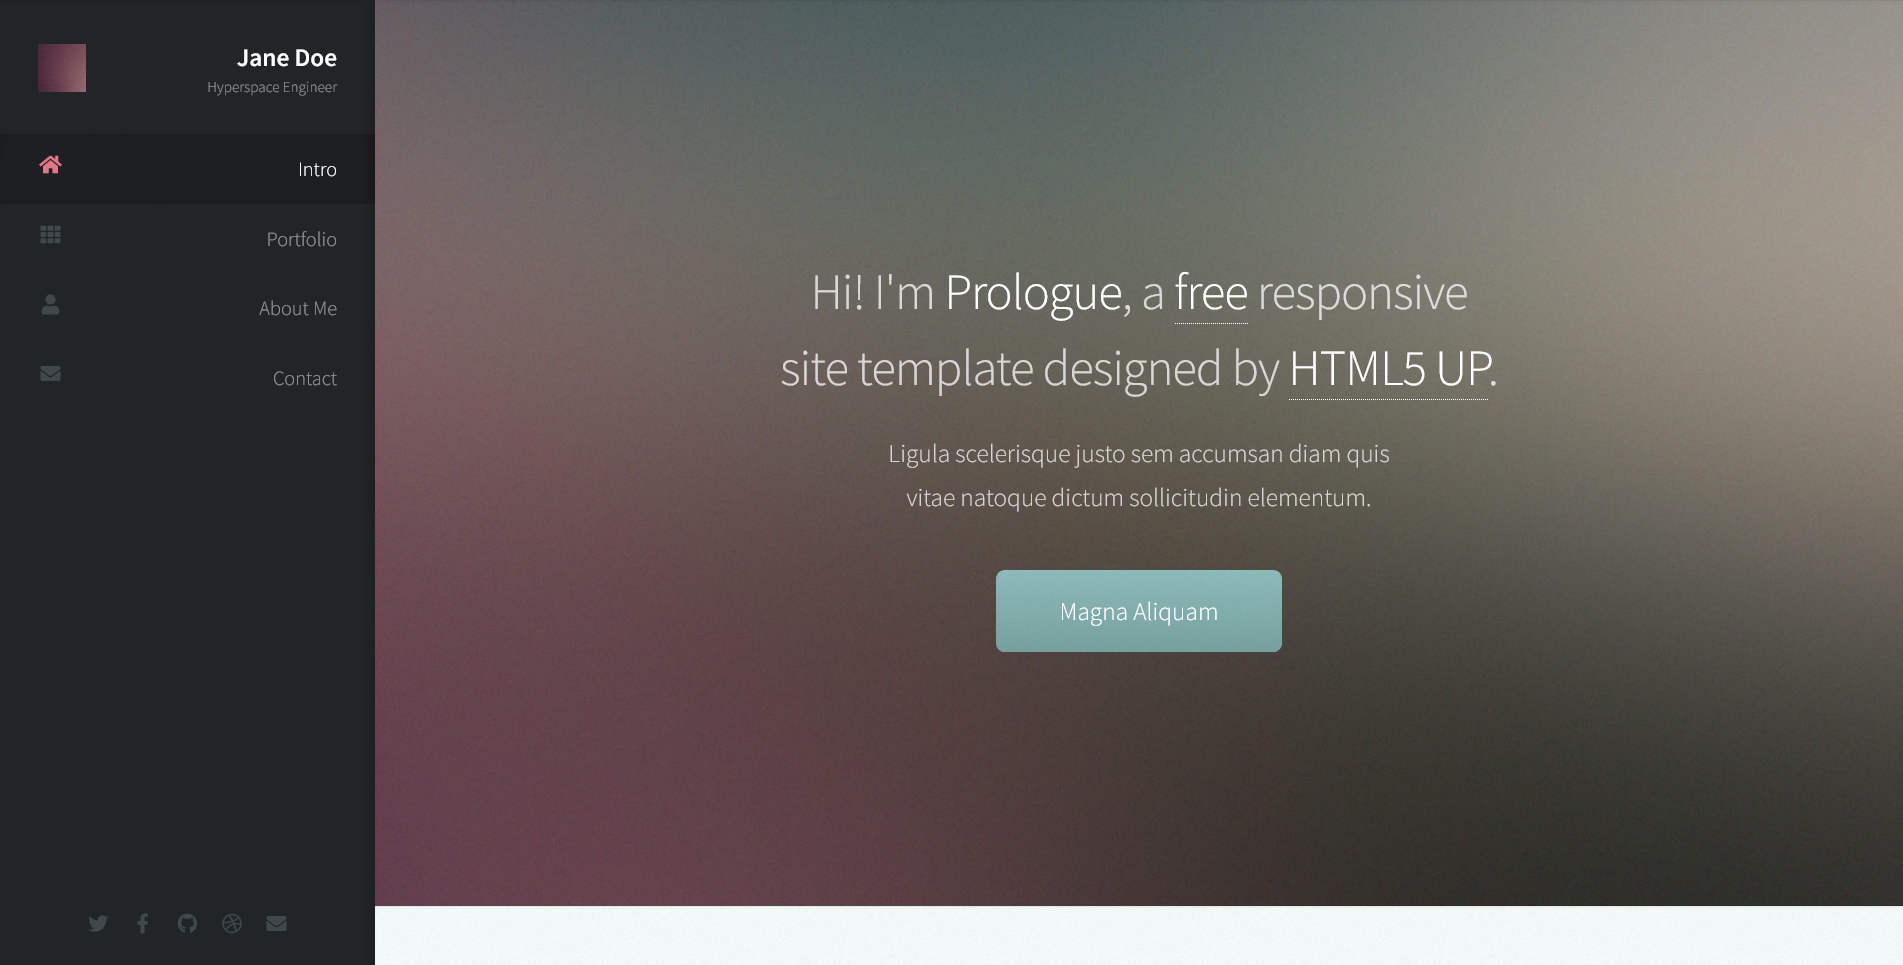 Jane Doe
Hyperspace Engineer
Intro
Portfolio
About Me
Contact
Hi! I'm Prologue, a free responsive
site template designed by HTML5 UP.
Ligula scelerisque justo sem accumsan diam quis
vitae natoque dictum sollicitudin elementum.
Magna Aliquam